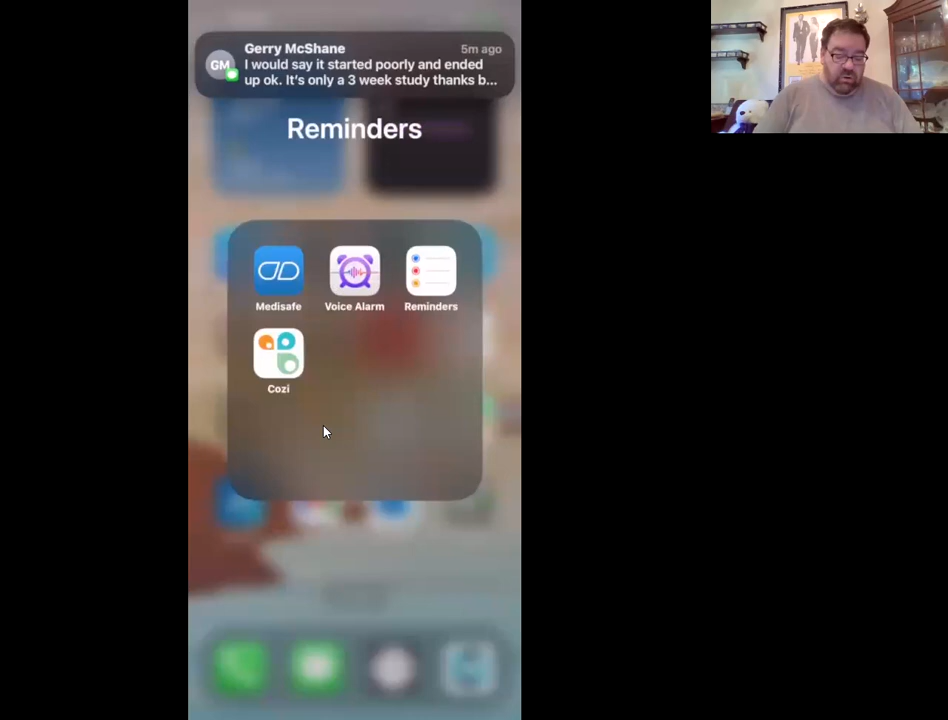 Gerry McShane 5m ago
GM
I would say it started poorly and ended
up ok. It's only a 3 week study thanks b...
Reminders
Medisafe Voice Alarm Reminders
Cozi